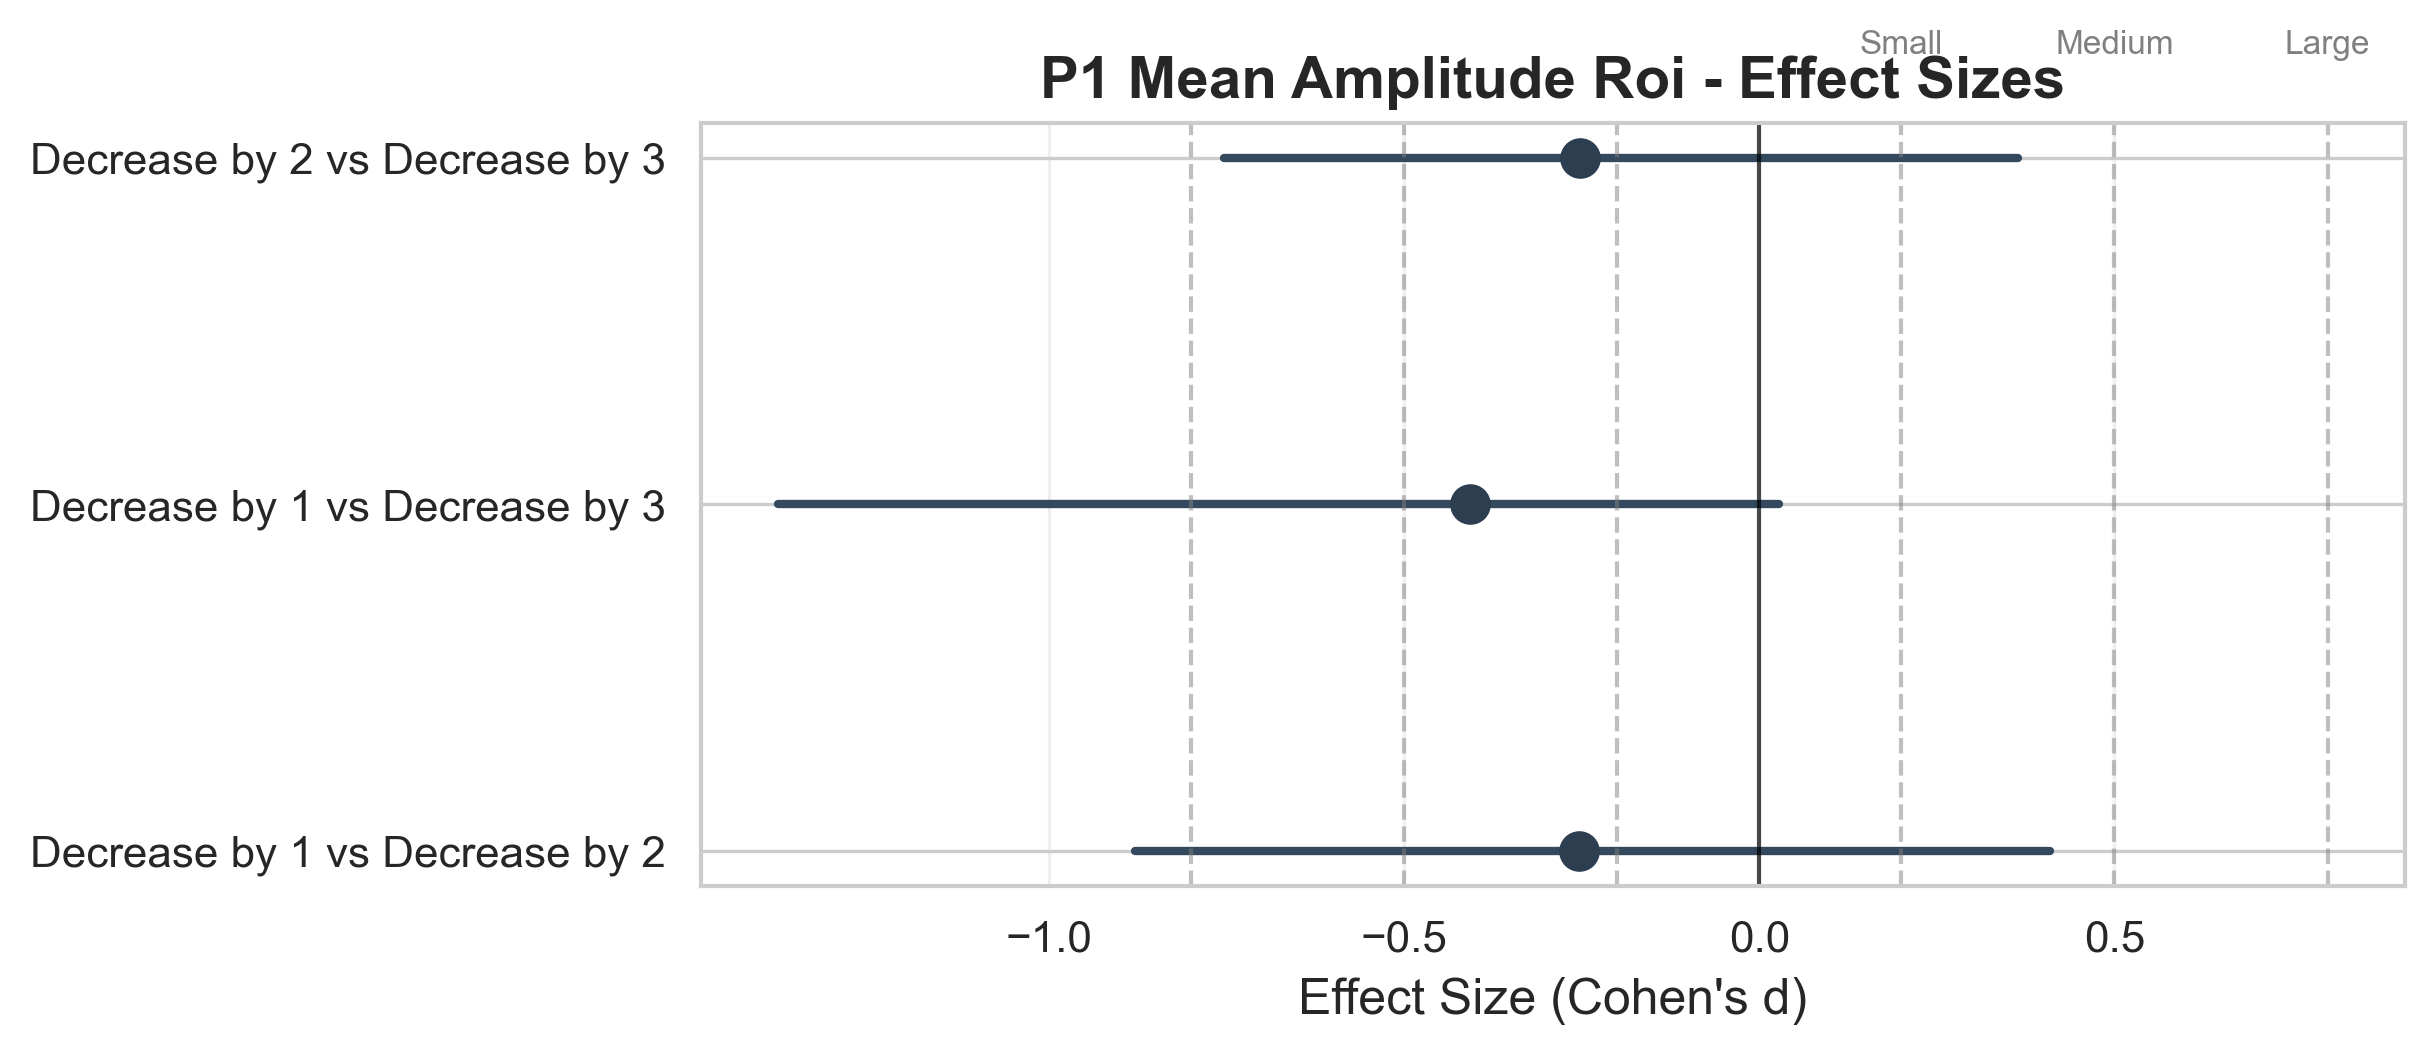 Small Medium Large
P1 Mean Amplitude Roi - Effect Sizes
Decrease by 2 vs Decrease by 3
Decrease by 1 vs Decrease by 3
Decrease by 1 vs Decrease by 2
−1.0 −0.5 0.0 0.5
Effect Size (Cohen's d)